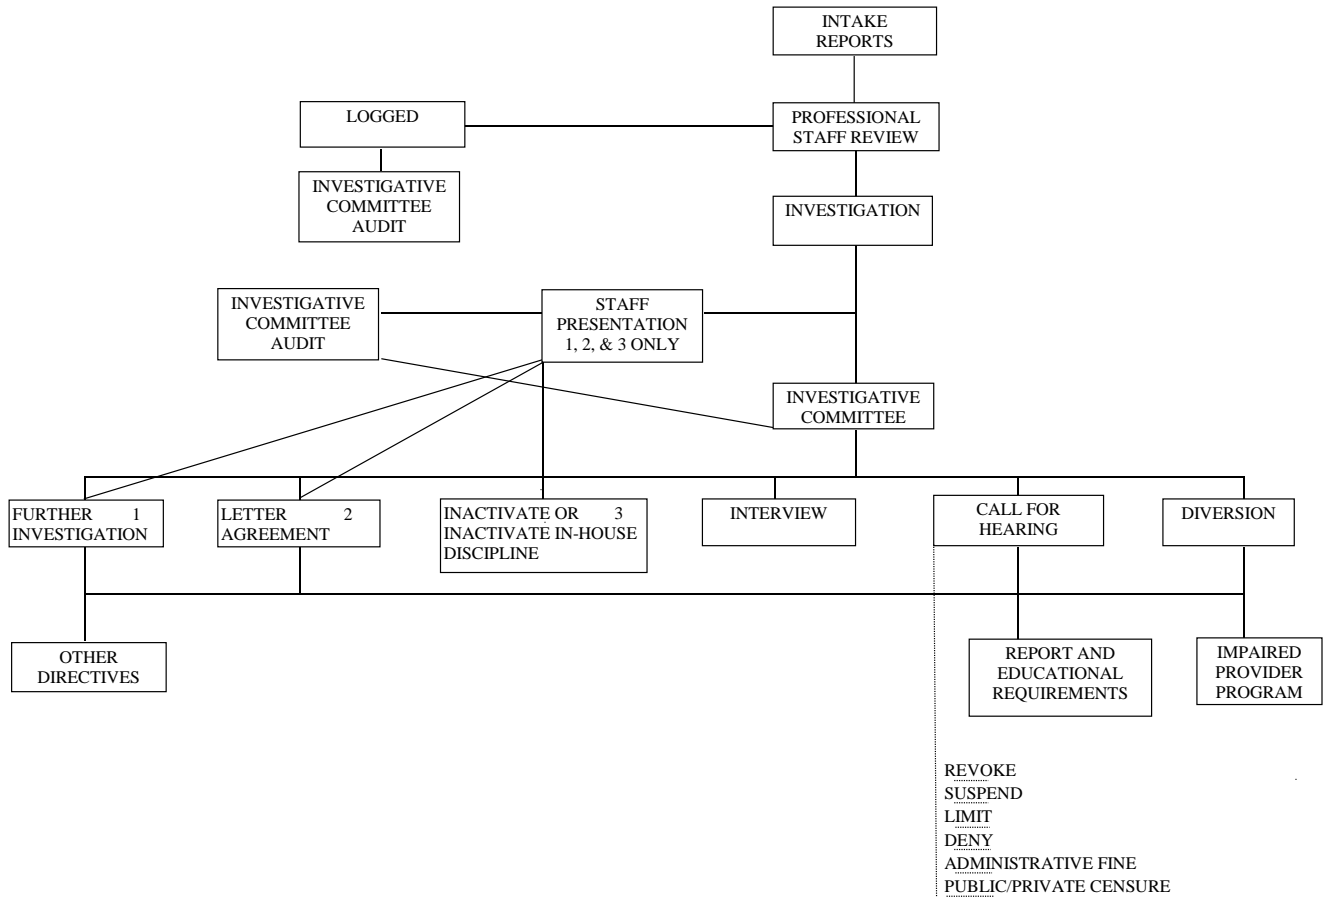 INTAKE
REPORTS
LOGGED
PROFESSIONAL
STAFF REVIEW
INVESTIGATIVE
COMMITTEE
AUDIT
INVESTIGATION
INVESTIGATIVE
COMMITTEE
AUDIT
STAFF
PRESENTATION
1, 2, & 3 ONLY
INVESTIGATIVE
COMMITTEE
FURTHER 1
INVESTIGATION
LETTER 2
AGREEMENT
INACTIVATE OR 3
INACTIVATE IN-HOUSE
DISCIPLINE
INTERVIEW
CALL FOR
HEARING
DIVERSION
OTHER
DIRECTIVES
REPORT AND
EDUCATIONAL
REQUIREMENTS
IMPAIRED
PROVIDER
PROGRAM
REVOKE
SUSPEND
LIMIT
DENY
ADMINISTRATIVE FINE
PUBLIC/PRIVATE CENSURE